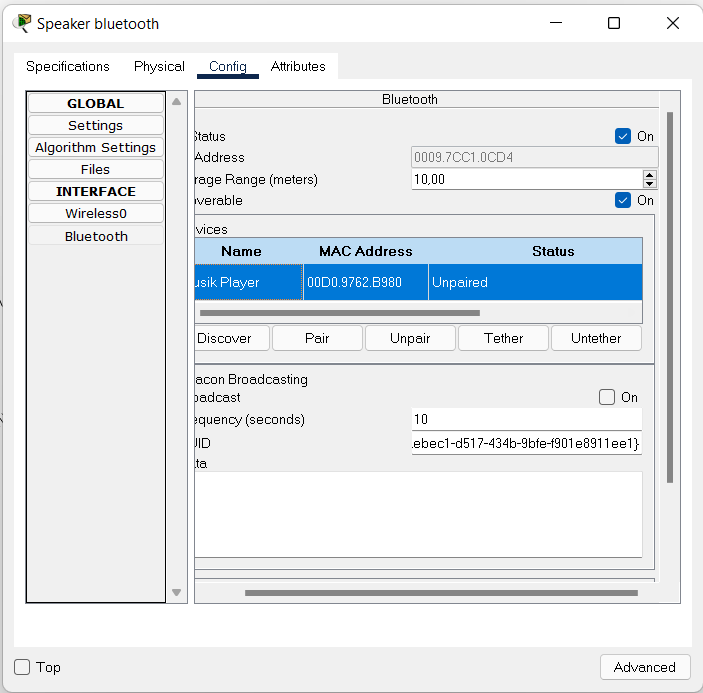 Speaker bluetooth
Specifications Physical Config Attributes
GLOBAL
Settings
Algorithm Settings
Files
INTERFACE
Wireless0
Bluetooth
Bluetooth
Status On
Address 0009.7CC1.0CD4
rage Range (meters) 10,00
verable On
vices
Name MAC Address Status
usik Player 00D0.9762.B980 Unpaired
Discover Pair Unpair Tether Untether
acon Broadcasting
oadcast On
equency (seconds) 10
UID .ebec1-d517-434b-9bfe-f901e8911ee1}
ta
Top Advanced